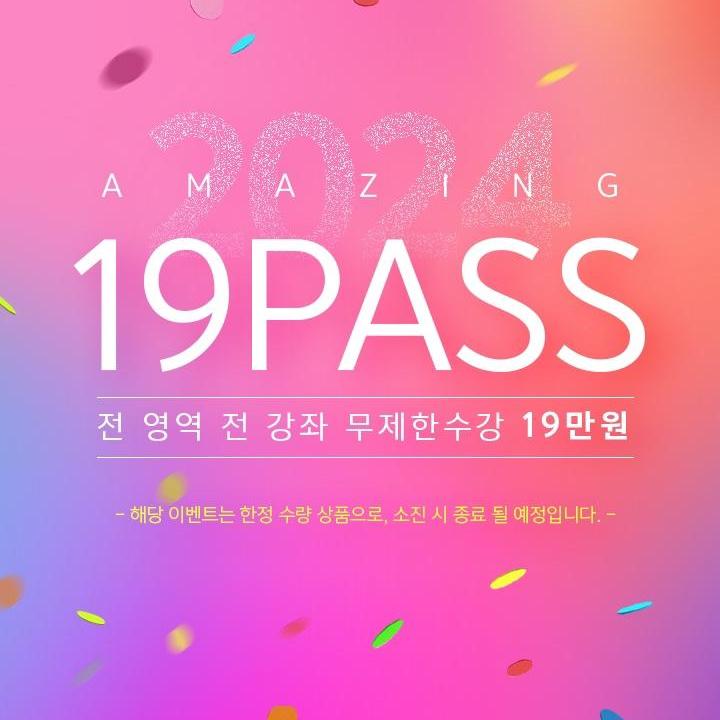 2024
AMAZING
19PASS
전 영역 전 강좌 무제한수강 19만원
- 해당 이벤트는 한정 수량 상품으로, 소진 시 종료 될 예정입니다. -